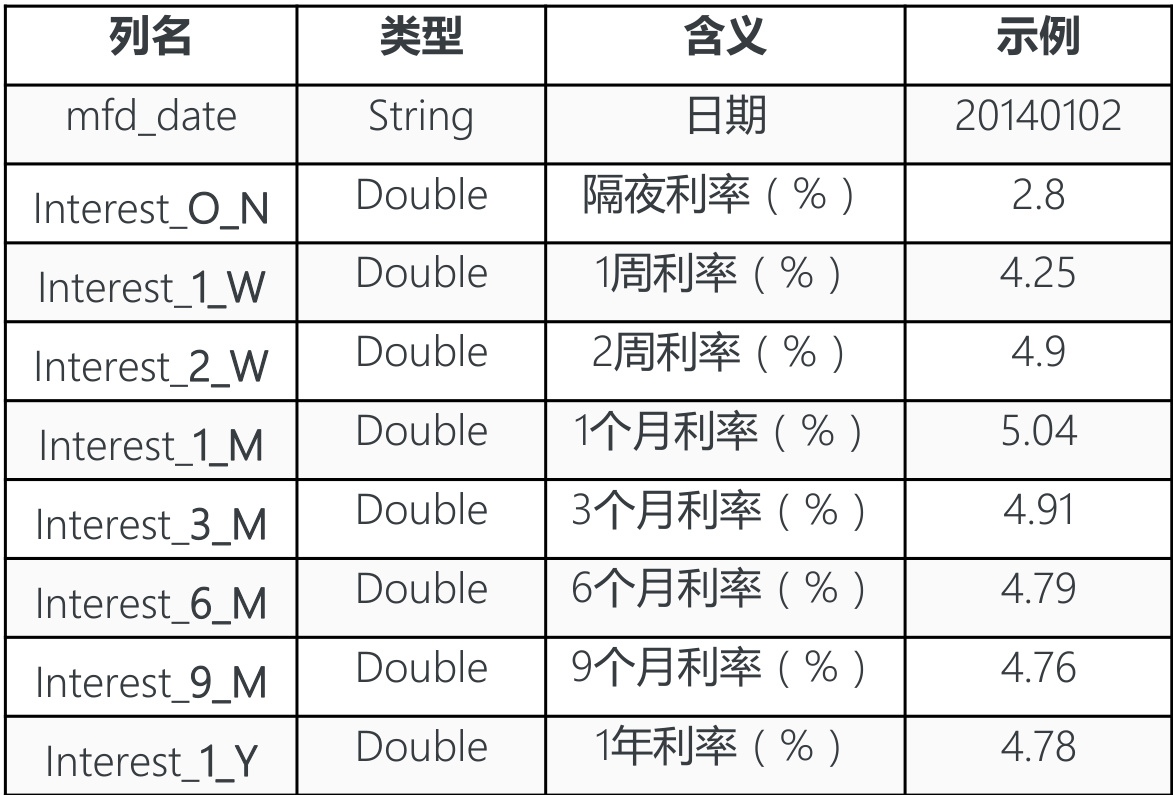 列名 类型 含义 示例
mfd_date String 日期 20140102
Interest_O_N Double 隔夜利率（%） 2.8
Interest_1_W Double 1周利率（%） 4.25
Interest_2_W Double 2周利率（%） 4.9
Interest_1_M Double 1个月利率（%） 5.04
Interest_3_M Double 3个月利率（%） 4.91
Interest_6_M Double 6个月利率（%） 4.79
Interest_9_M Double 9个月利率（%） 4.76
Interest_1_Y Double 1年利率（%） 4.78